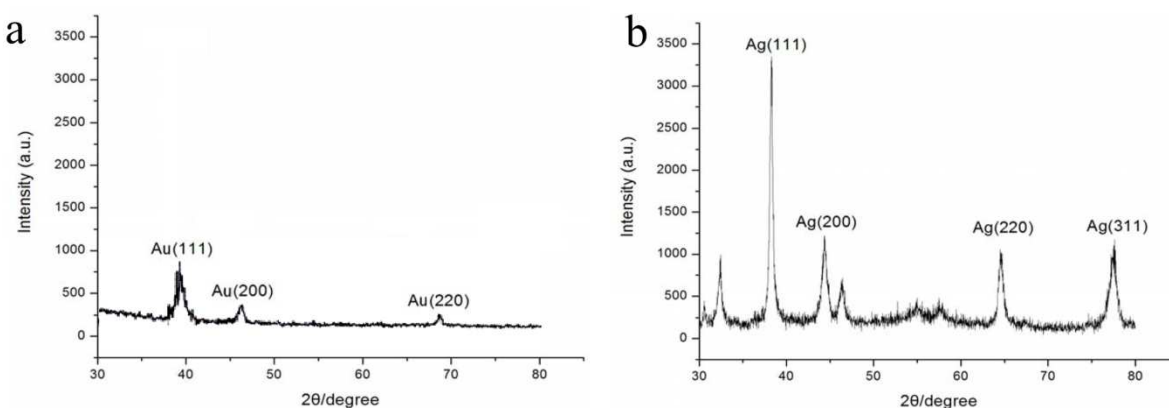 a
3500
3000
2500
2000
1500
1000
500
0
Intensity (a.u.)
Au(111)
Au(200)
Au(220)
30 40 50 60 70 80
2θ/degree
b
3500
3000
2500
2000
1500
1000
500
0
Intensity (a.u.)
Ag(111)
Ag(200)
Ag(220)
Ag(311)
30 40 50 60 70 80
2θ/degree